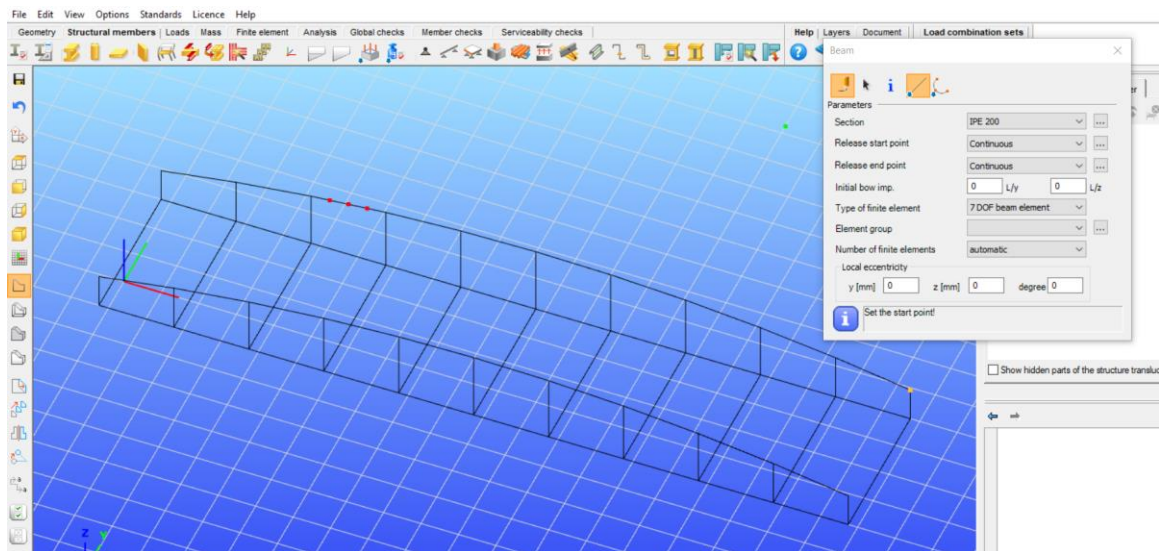 File Edit View Options Standards Licence Help
Geometry Structural members Loads Mass Finite element Analysis Global checks Member checks Serviceability checks
Help Layers Document Load combination sets
Beam
Parameters
Section IPE 200 ...
Release start point Continuous ...
Release end point Continuous ...
Initial bow imp. 0 L/y 0 L/z
Type of finite element 7 DOF beam element
Element group ...
Number of finite elements automatic
Local eccentricity
y [mm] 0 z [mm] 0 degree 0
Set the start point!
Show hidden parts of the structure transluc
z y